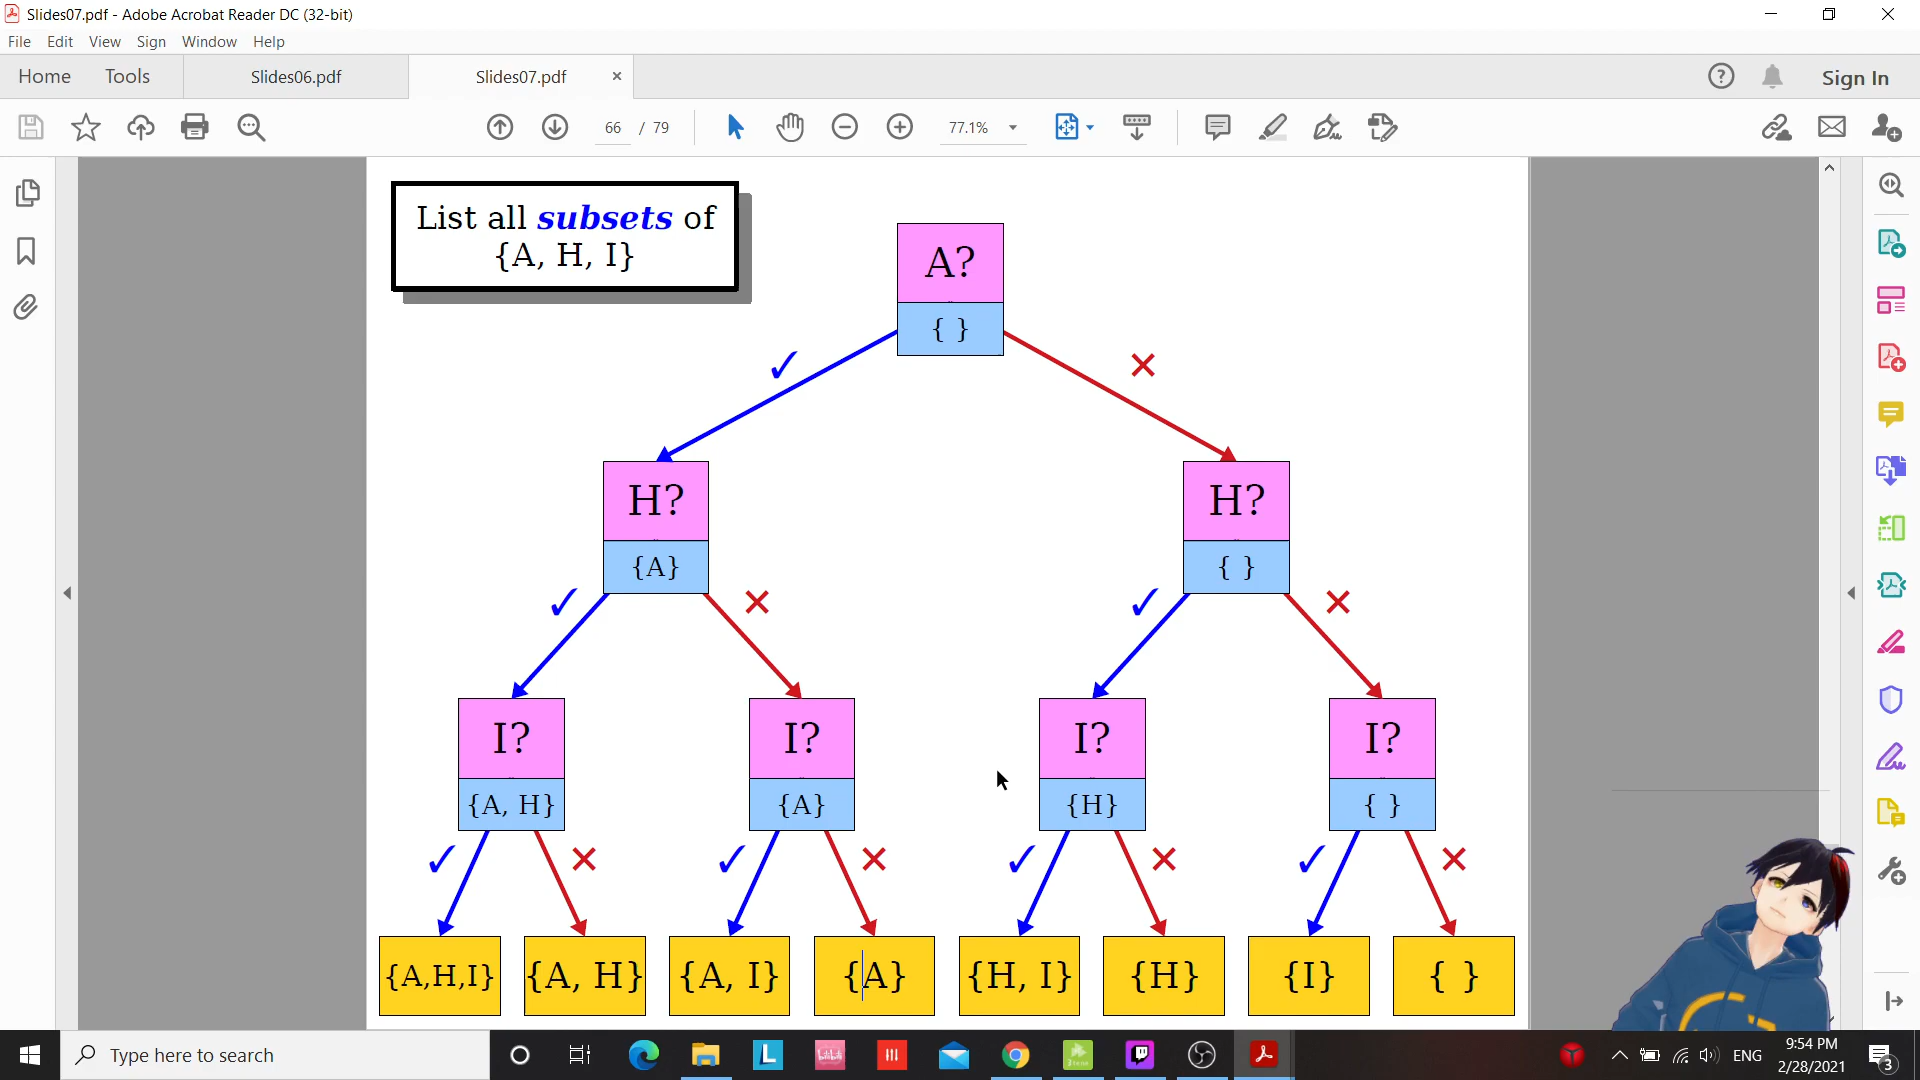 Slides07.pdf - Adobe Acrobat Reader DC (32-bit)
File Edit View Sign Window Help
Home Tools Slides06.pdf Slides07.pdf × Sign In
66 / 79 77.1%
List all subsets of
{A, H, I}
A?
{ }
✓ ✕
H? H?
{A} { }
✓ ✕ ✓ ✕
I? I? I? I?
{A, H} {A} {H} { }
✓ ✕ ✓ ✕ ✓ ✕ ✓ ✕
{A,H,I} {A, H} {A, I} {A} {H, I} {H} {I} { }
Type here to search
L
ENG
9:54 PM
2/28/2021
3